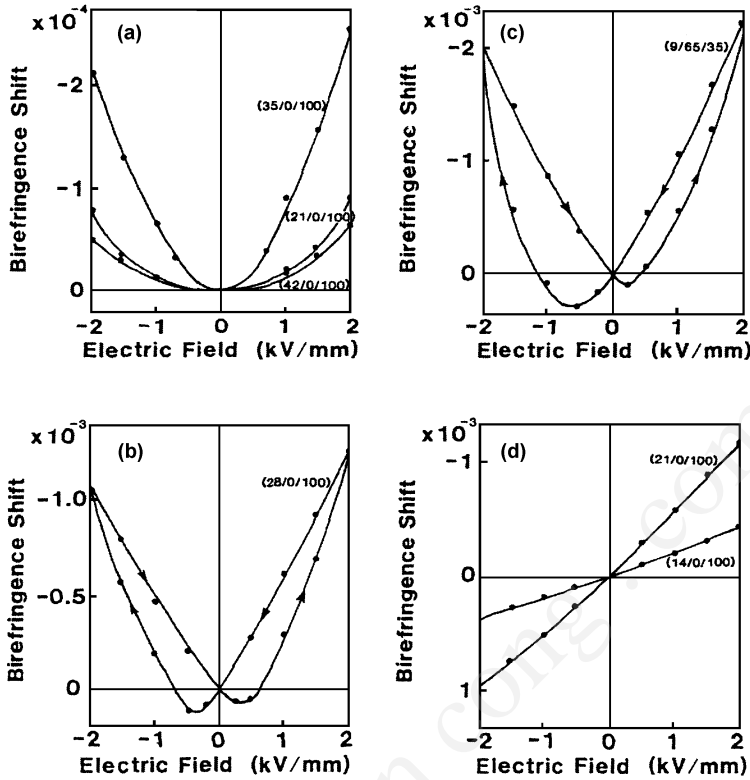 x10⁻⁴
(a)
Birefringence Shift
-2
-1
0
(35/0/100)
(21/0/100)
(42/0/100)
-2 -1 0 1 2
Electric Field (kV/mm)
x10⁻³
(c)
Birefringence Shift
-2
-1
0
(9/65/35)
-2 -1 0 1 2
Electric Field (kV/mm)
x10⁻³
(b)
Birefringence Shift
-1.0
-0.5
0
(28/0/100)
-2 -1 0 1 2
Electric Field (kV/mm)
x10⁻³
(d)
Birefringence Shift
-1
0
1
(21/0/100)
(14/0/100)
-2 -1 0 1 2
Electric Field (kV/mm)